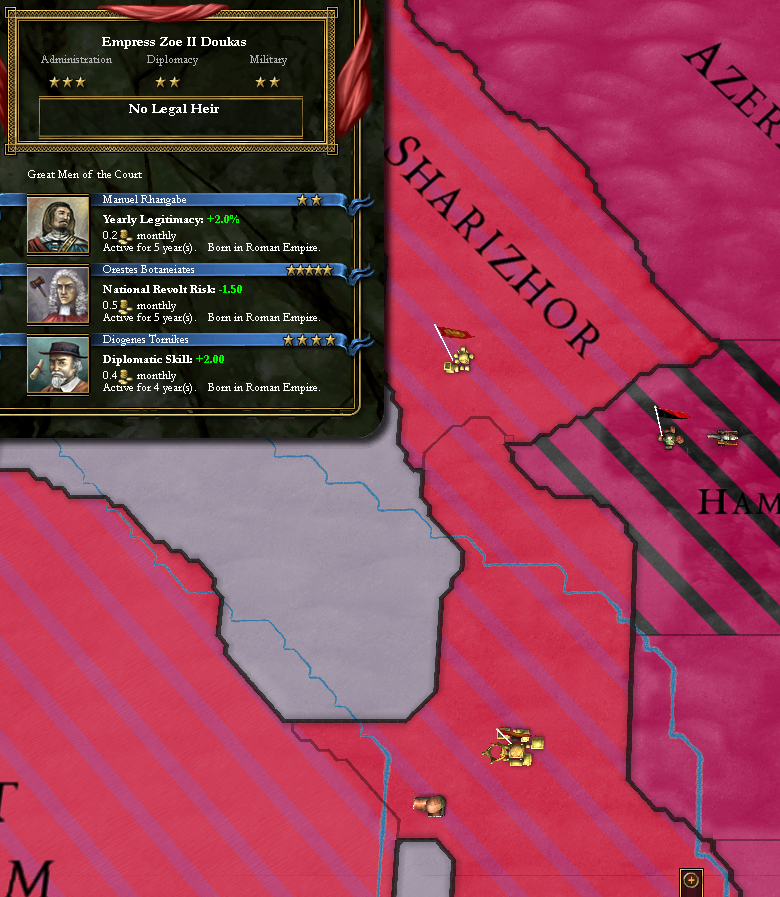 Empress Zoe II Doukas
Administration Diplomacy Military
No Legal Heir
Great Men of the Court
Manuel Rhangabe
Yearly Legitimacy: +2.0%
0.2 monthly
Active for 5 year(s). Born in Roman Empire.
Orestes Botaneiates
National Revolt Risk: -1.50
0.5 monthly
Active for 5 year(s). Born in Roman Empire.
Diogenes Tornikes
Diplomatic Skill: +2.00
0.4 monthly
Active for 4 year(s). Born in Roman Empire.
AZER
SHARIZHOR
HAM
T
M